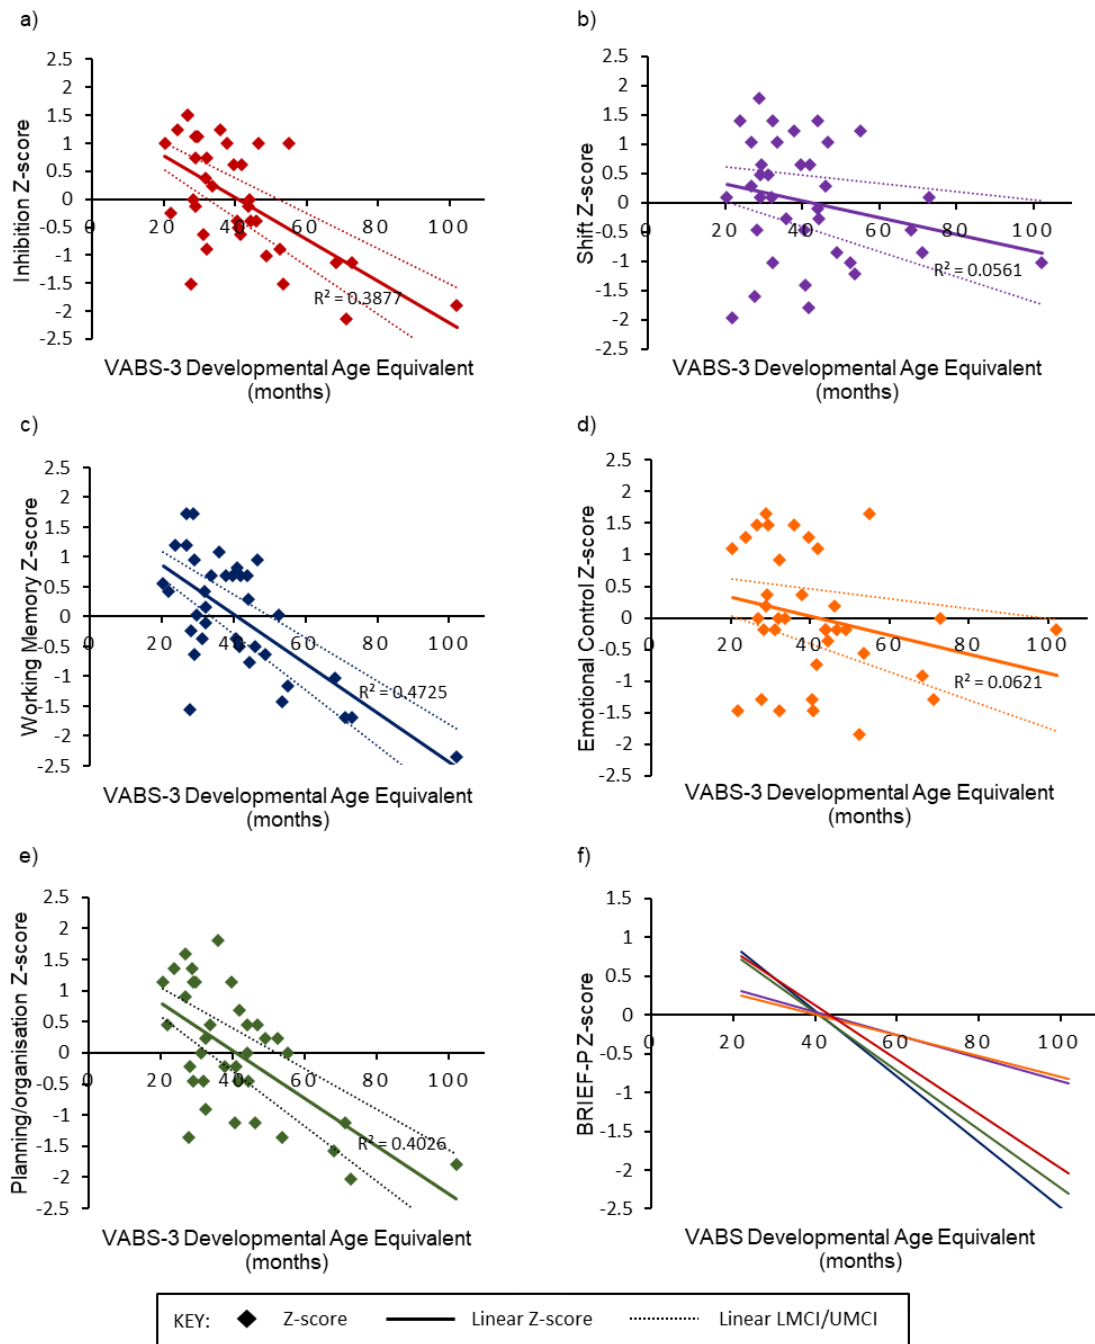 a)
2.5
2
1.5
1
0.5
0
-0.5
-1
-1.5
-2
-2.5
0 20 40 60 80 100
Inhibition Z-score
R² = 0.3877
VABS-3 Developmental Age Equivalent
(months)
b)
2.5
2
1.5
1
0.5
0
-0.5
-1
-1.5
-2
-2.5
0 20 40 60 80 100
Shift Z-score
R² = 0.0561
VABS-3 Developmental Age Equivalent
(months)
c)
2.5
2
1.5
1
0.5
0
-0.5
-1
-1.5
-2
-2.5
0 20 40 60 80 100
Working Memory Z-score
R² = 0.4725
VABS-3 Developmental Age Equivalent
(months)
d)
2.5
2
1.5
1
0.5
0
-0.5
-1
-1.5
-2
-2.5
0 20 40 60 80 100
Emotional Control Z-score
R² = 0.0621
VABS-3 Developmental Age Equivalent
(months)
e)
2.5
2
1.5
1
0.5
0
-0.5
-1
-1.5
-2
-2.5
0 20 40 60 80 100
Planning/organisation Z-score
R² = 0.4026
VABS-3 Developmental Age Equivalent
(months)
f)
1.5
1
0.5
0
-0.5
-1
-1.5
-2
-2.5
0 20 40 60 80 100
BRIEF-P Z-score
VABS Developmental Age Equivalent
(months)
KEY: Z-score Linear Z-score Linear LMCI/UMCI